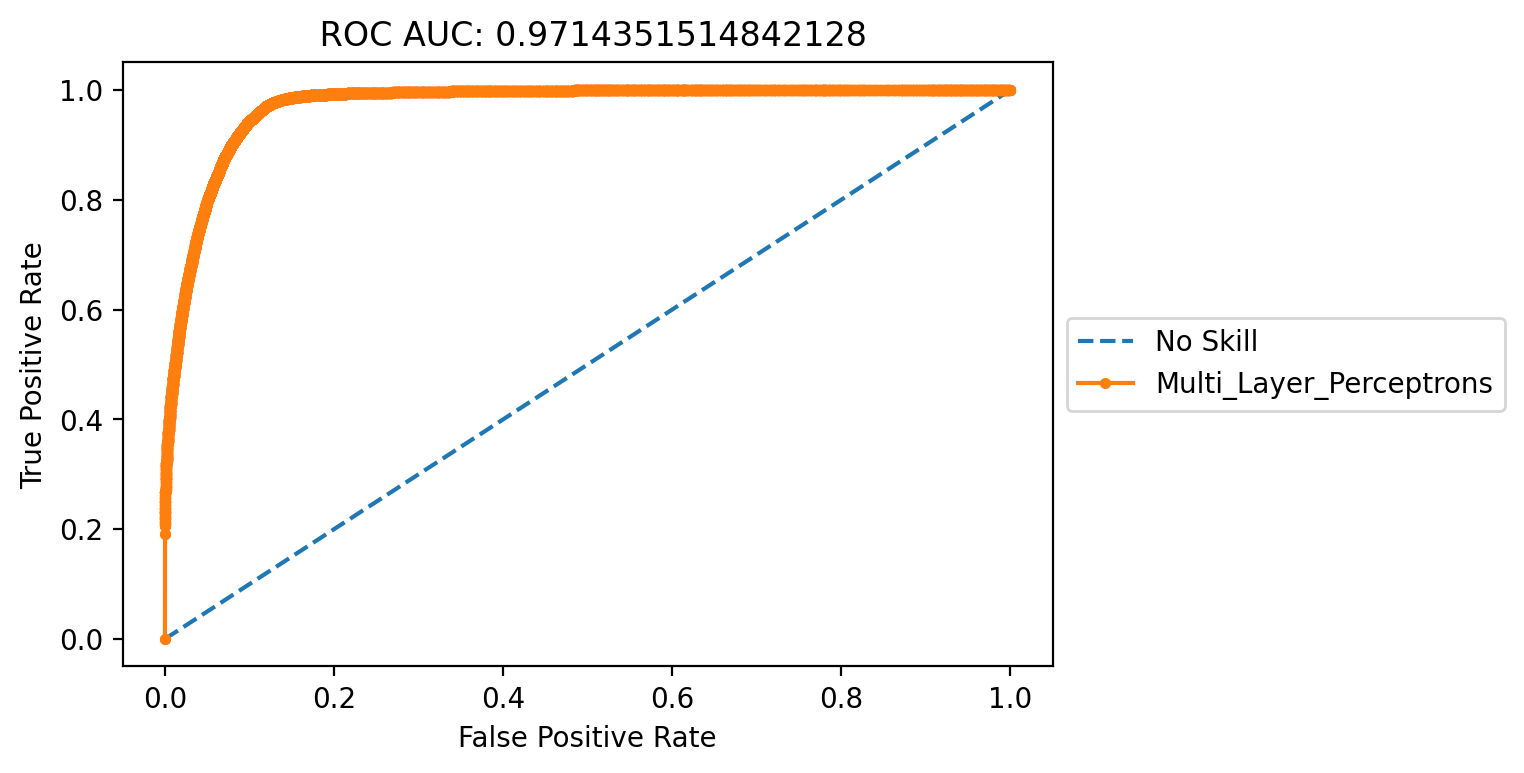 ROC AUC: 0.9714351514842128
1.0
0.8
0.6
0.4
0.2
0.0
True Positive Rate
0.0 0.2 0.4 0.6 0.8 1.0
False Positive Rate
No Skill
Multi_Layer_Perceptrons